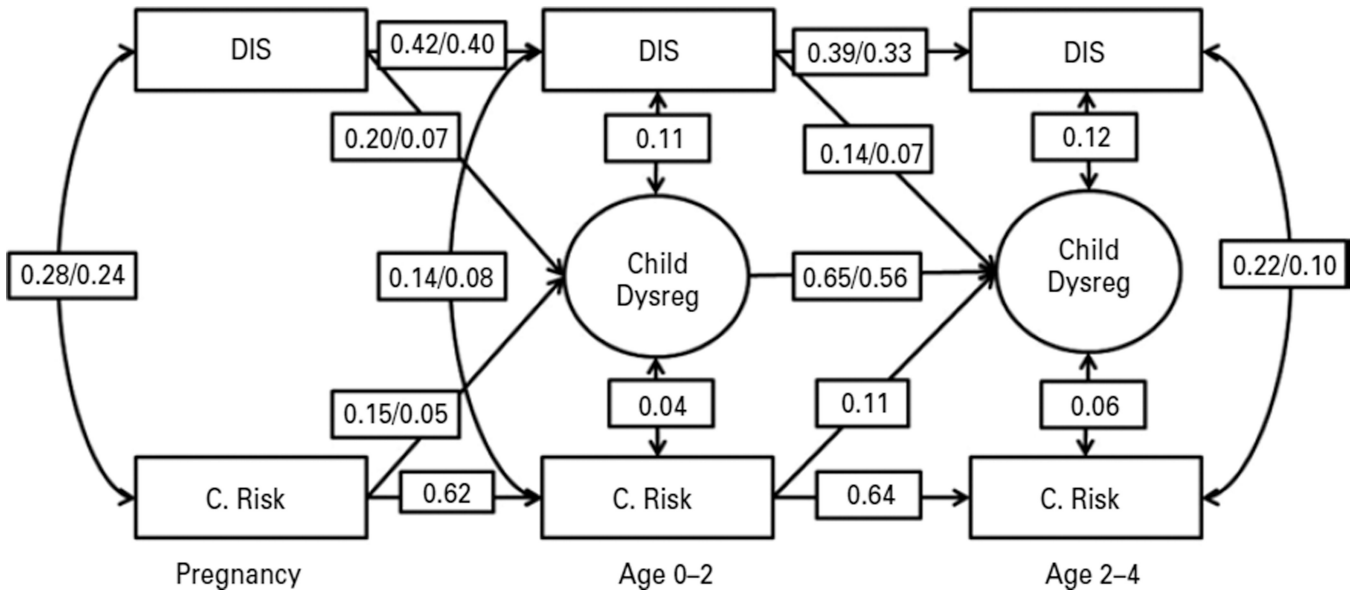 DIS
0.42/0.40
DIS
0.39/0.33
DIS
0.20/0.07
0.11
0.14/0.07
0.12
0.28/0.24
0.14/0.08
Child
Dysreg
0.65/0.56
Child
Dysreg
0.22/0.10
0.15/0.05
0.04
0.11
0.06
C. Risk
0.62
C. Risk
0.64
C. Risk
Pregnancy
Age 0–2
Age 2–4